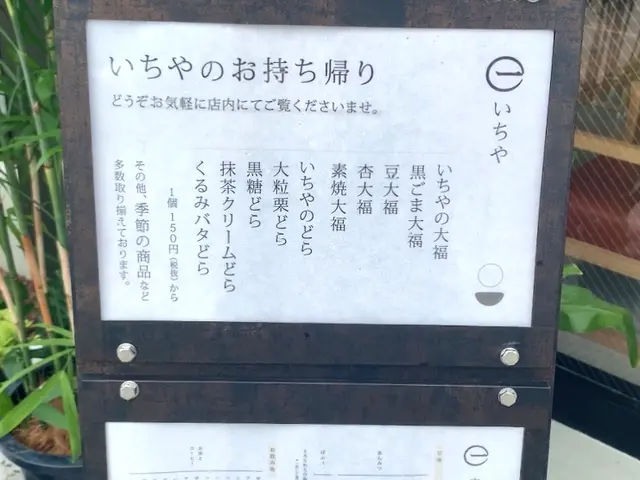 いちやのお持ち帰り
どうぞお気軽に店内にてご覧くださいませ。
いちや
いちやの大福
黒ごま大福
豆大福
杏大福
素焼大福
いちやのどら
大粒栗どら
黒糖どら
抹茶クリームどら
くるみバタどら
1個150円(税抜)から
その他、季節の商品など
多数取り揃えております。